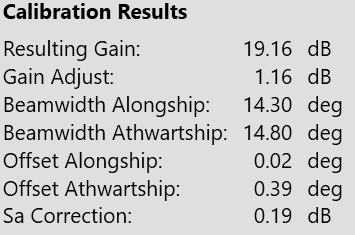 Calibration Results
Resulting Gain: 19.16 dB
Gain Adjust: 1.16 dB
Beamwidth Alongship: 14.30 deg
Beamwidth Athwartship: 14.80 deg
Offset Alongship: 0.02 deg
Offset Athwartship: 0.39 deg
Sa Correction: 0.19 dB